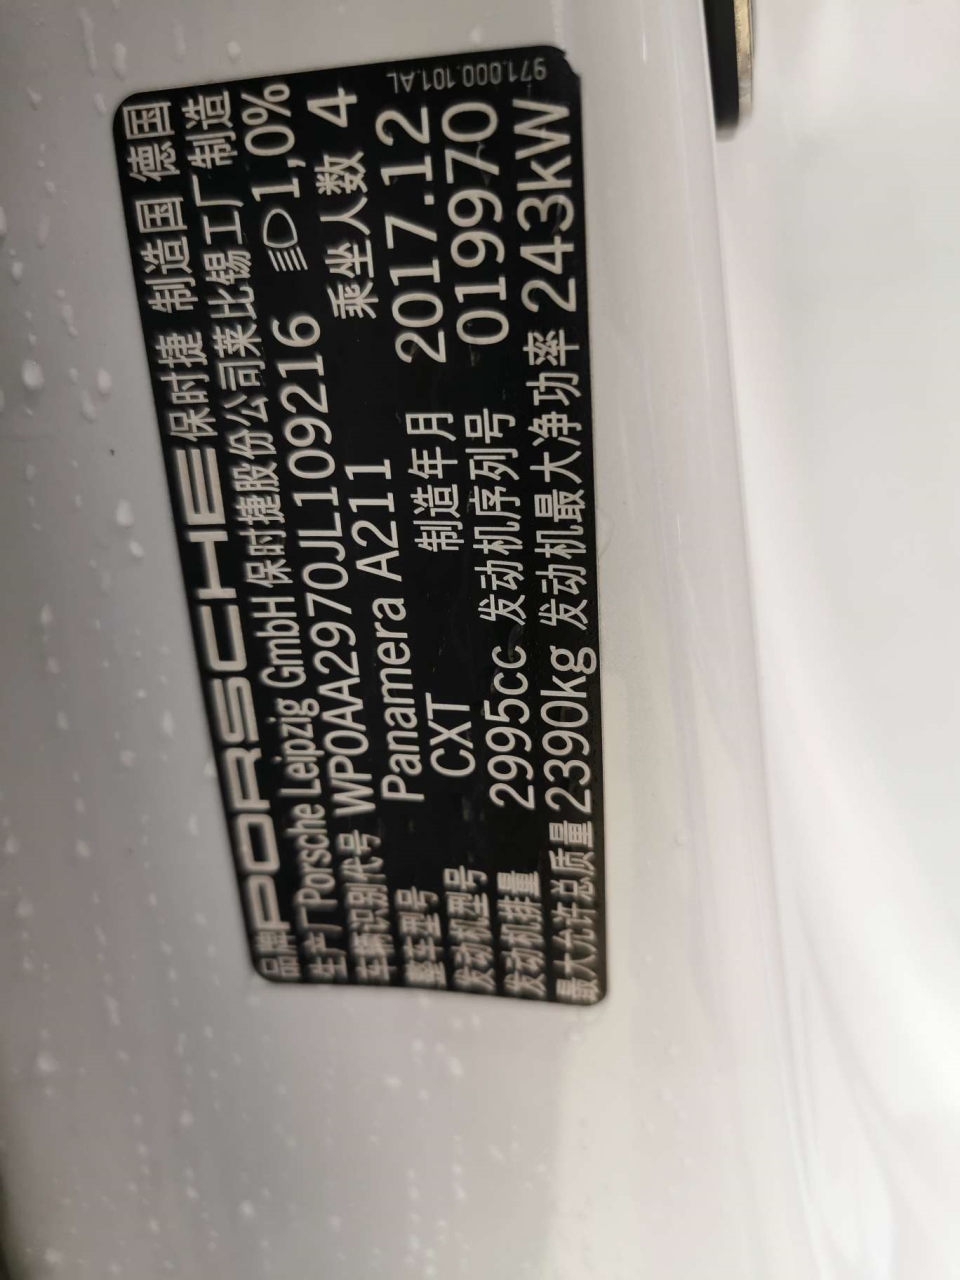 971.000.101.AL
品牌 PORSCHE 保时捷 制造国 德国
生产厂 Porsche Leipzig GmbH 保时捷股份公司莱比锡工厂制造
车辆识别代号 WP0AA2970JL109216 1,0%
整车型号 Panamera A211 乘坐人数 4
发动机型号 CXT 制造年月 2017.12
发动机排量 2995cc 发动机序列号 019970
最大允许总质量 2390kg 发动机最大净功率 243kW